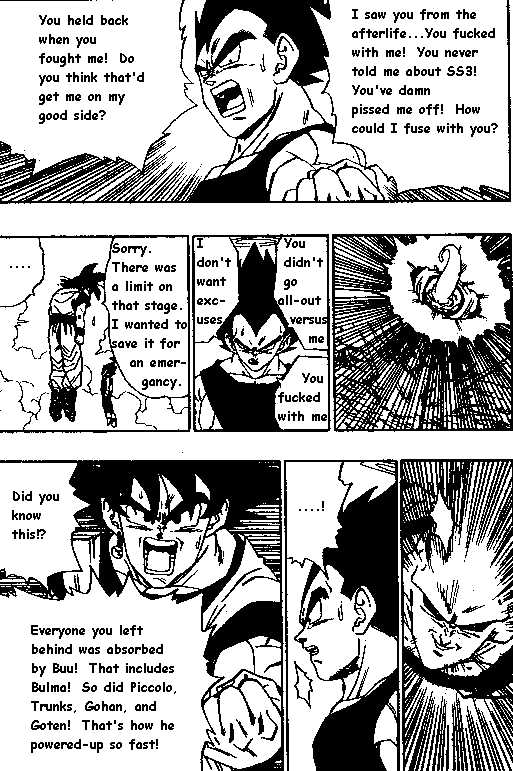 I saw you from the
afterlife...You fucked
with me! You never
told me about SS3!
You've damn
pissed me off! How
could I fuse with you?
You held back
when you
fought me! Do
you think that'd
get me on my
good side?
You
didn't
go
all-out
versus
me
You
fucked
with me
I
don't
want
exc-
uses
Sorry.
There was
a limit on
that stage.
I wanted to
save it for
an emer-
gancy.
....
....!
Did you
know
this!?
Everyone you left
behind was absorbed
by Buu! That includes
Bulma! So did Piccolo,
Trunks, Gohan, and
Goten! That's how he
powered-up so fast!